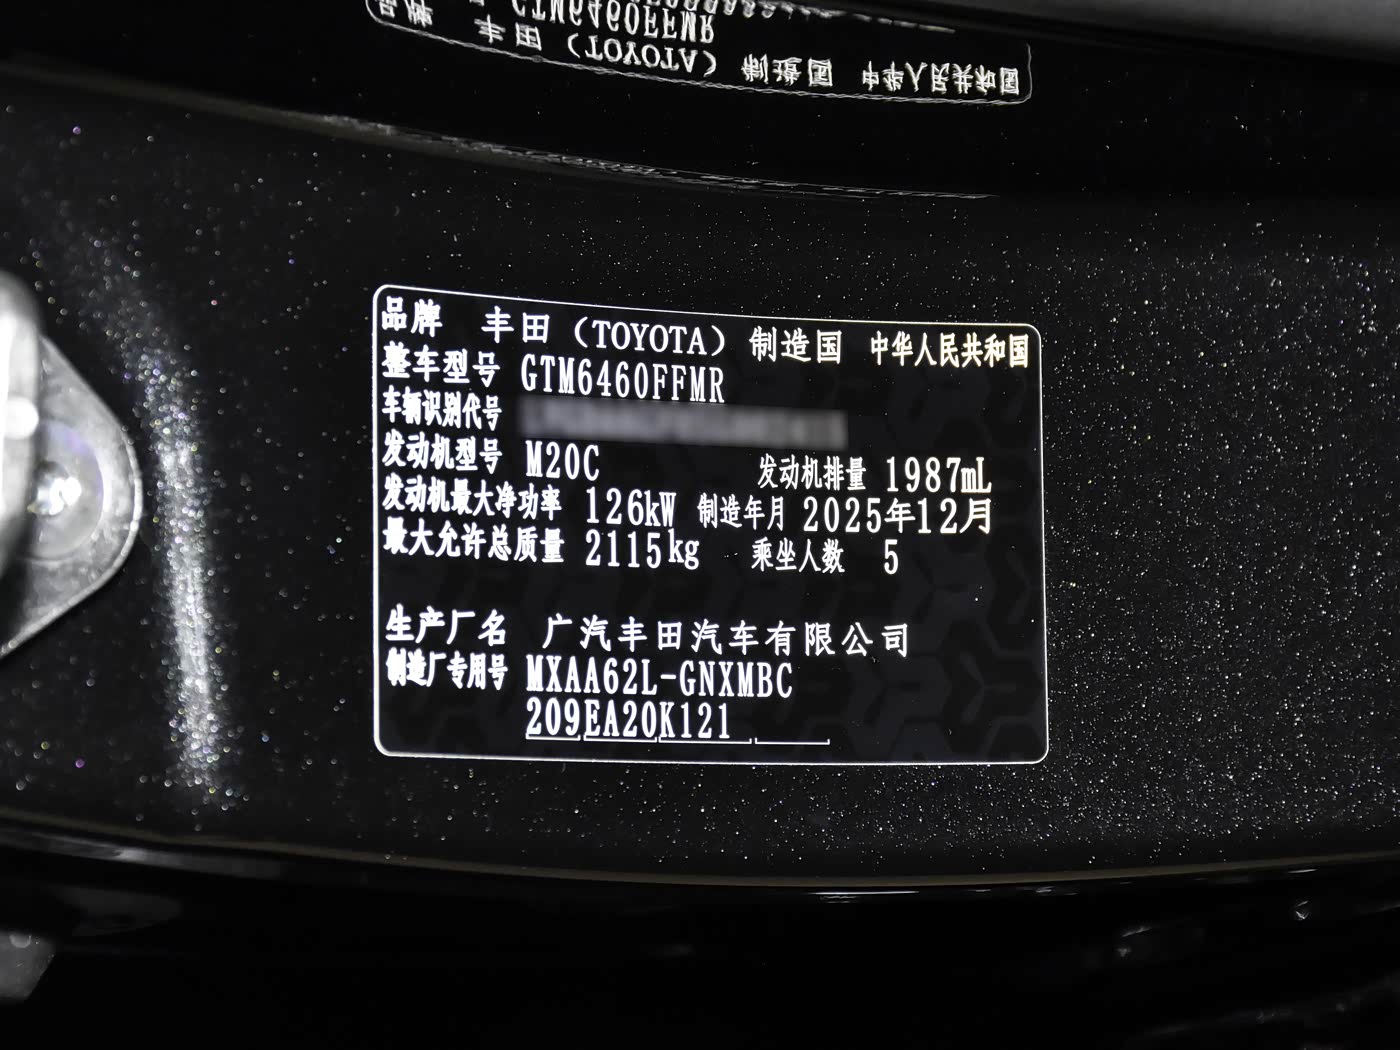 品牌 丰田（TOYOTA）制造国 中华人民共和国
整车型号 GTM6460FFMR
车辆识别代号
发动机型号 M20C 发动机排量 1987mL
发动机最大净功率 126kW 制造年月 2025年12月
最大允许总质量 2115kg 乘坐人数 5
生产厂名 广汽丰田汽车有限公司
制造厂专用号 MXAA62L-GNXMBC
209EA20K121